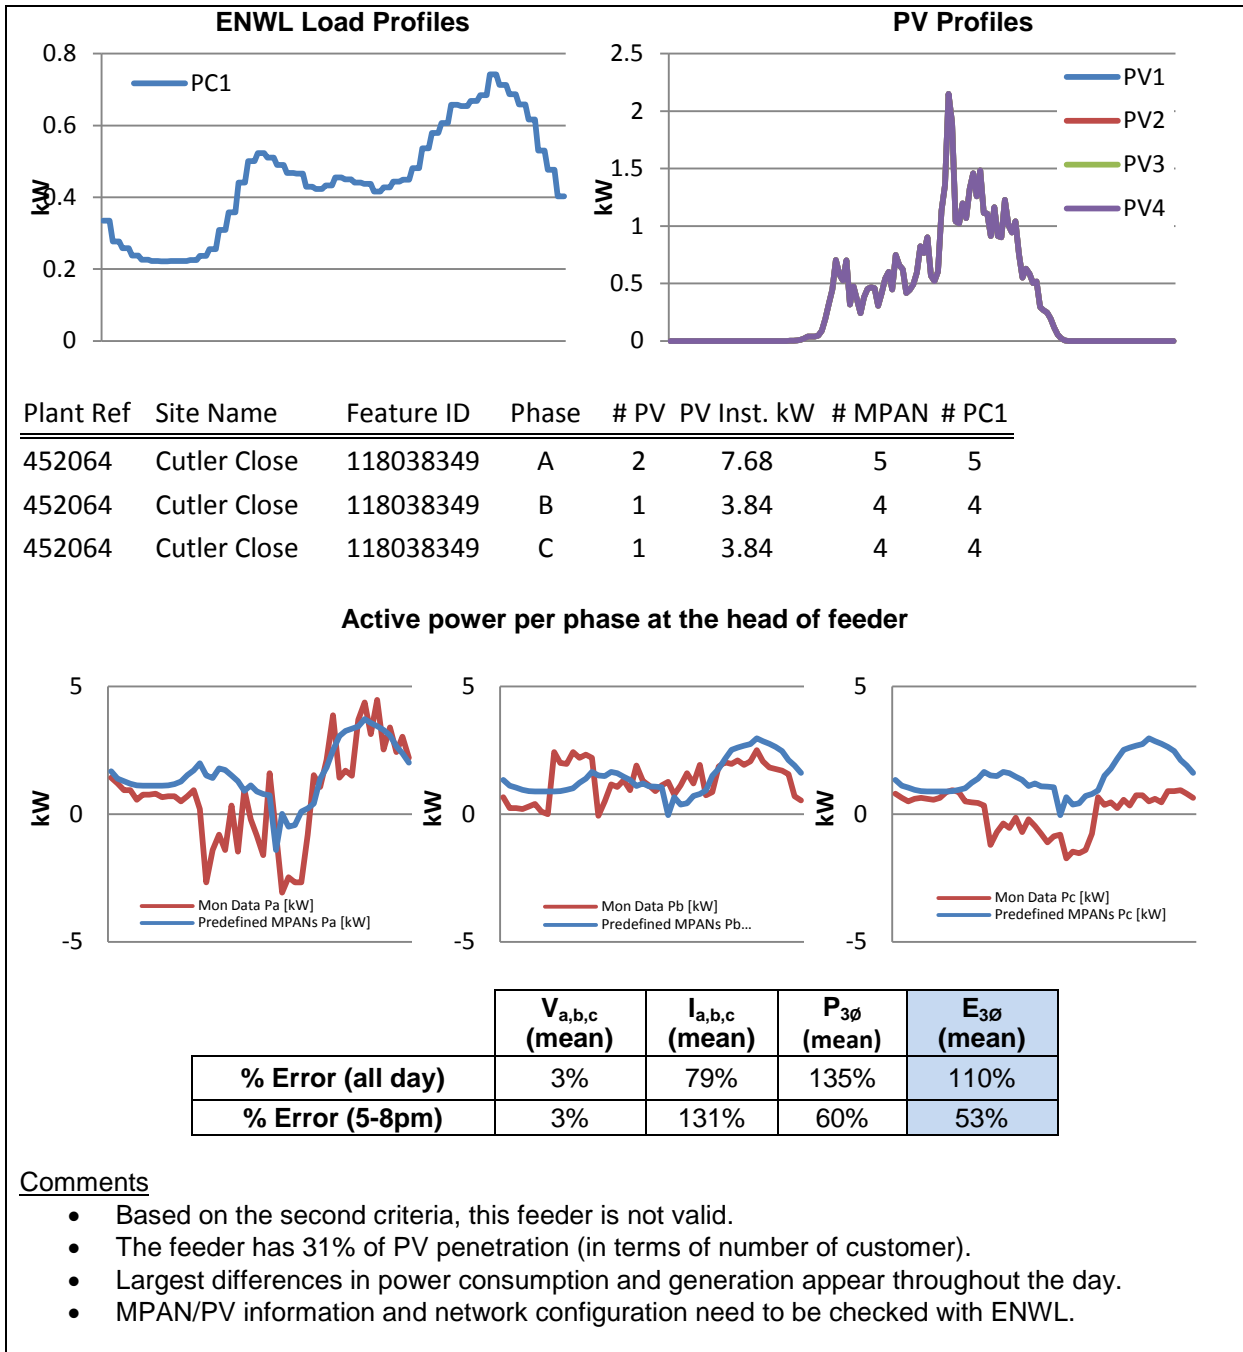 ENWL Load Profiles
0.8
0.6
0.4
0.2
0
kW
PC1
PV Profiles
2.5
2
1.5
1
0.5
0
kW
PV1
PV2
PV3
PV4
Plant Ref Site Name Feature ID Phase # PV PV Inst. kW # MPAN # PC1
452064 Cutler Close 118038349 A 2 7.68 5 5
452064 Cutler Close 118038349 B 1 3.84 4 4
452064 Cutler Close 118038349 C 1 3.84 4 4
Active power per phase at the head of feeder
5
0
-5
kW
Mon Data Pa [kW]
Predefined MPANs Pa [kW]
5
0
-5
kW
Mon Data Pb [kW]
Predefined MPANs Pb...
5
0
-5
kW
Mon Data Pc [kW]
Predefined MPANs Pc [kW]
Va,b,c (mean) Ia,b,c (mean) P3Ø (mean) E3Ø (mean)
% Error (all day) 3% 79% 135% 110%
% Error (5-8pm) 3% 131% 60% 53%
Comments
• Based on the second criteria, this feeder is not valid.
• The feeder has 31% of PV penetration (in terms of number of customer).
• Largest differences in power consumption and generation appear throughout the day.
• MPAN/PV information and network configuration need to be checked with ENWL.